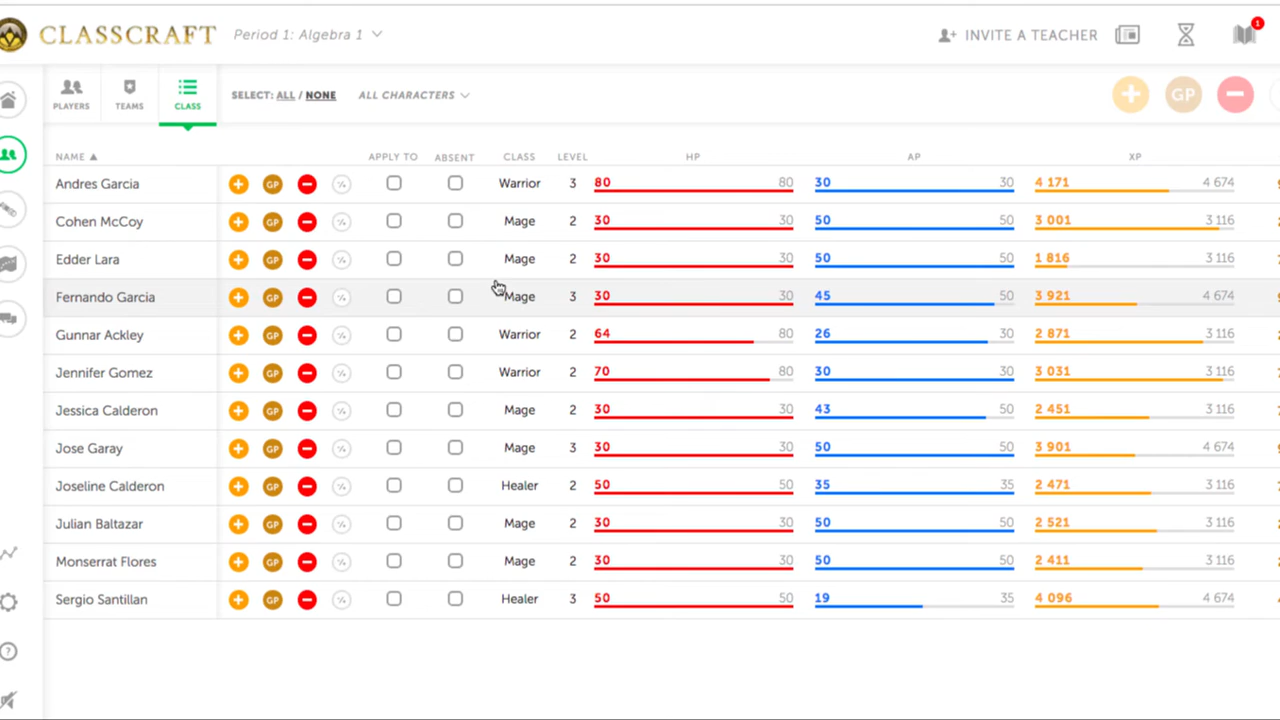 CLASSCRAFT Period 1: Algebra 1 INVITE A TEACHER 1
PLAYERS TEAMS CLASS SELECT: ALL / NONE ALL CHARACTERS + GP −
NAME ▲ APPLY TO ABSENT CLASS LEVEL HP AP XP
Andres Garcia + GP − Warrior 3 80 80 30 30 4 171 4 674
Cohen McCoy + GP − Mage 2 30 30 50 50 3 001 3 116
Edder Lara + GP − Mage 2 30 30 50 50 1 816 3 116
Fernando Garcia + GP − Mage 3 30 30 45 50 3 921 4 674
Gunnar Ackley + GP − Warrior 2 64 80 26 30 2 871 3 116
Jennifer Gomez + GP − Warrior 2 70 80 30 30 3 031 3 116
Jessica Calderon + GP − Mage 2 30 30 43 50 2 451 3 116
Jose Garay + GP − Mage 3 30 30 50 50 3 901 4 674
Joseline Calderon + GP − Healer 2 50 50 35 35 2 471 3 116
Julian Baltazar + GP − Mage 2 30 30 50 50 2 521 3 116
Monserrat Flores + GP − Mage 2 30 30 50 50 2 411 3 116
Sergio Santillan + GP − Healer 3 50 50 19 35 4 096 4 674
?